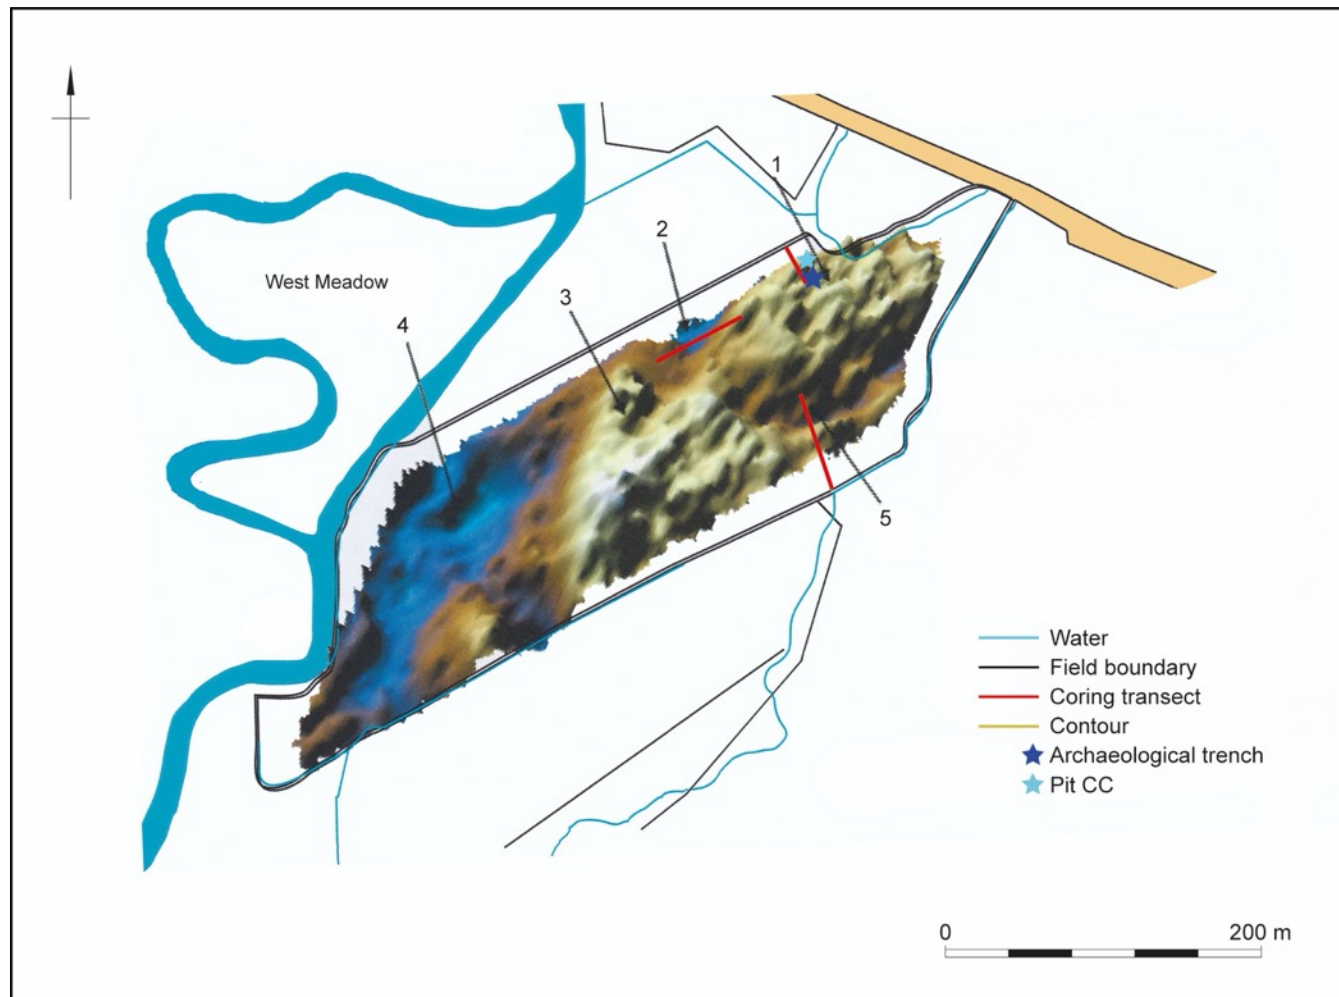 1
2
West Meadow
3
4
5
Water
Field boundary
Coring transect
Contour
Archaeological trench
Pit CC
0 200 m